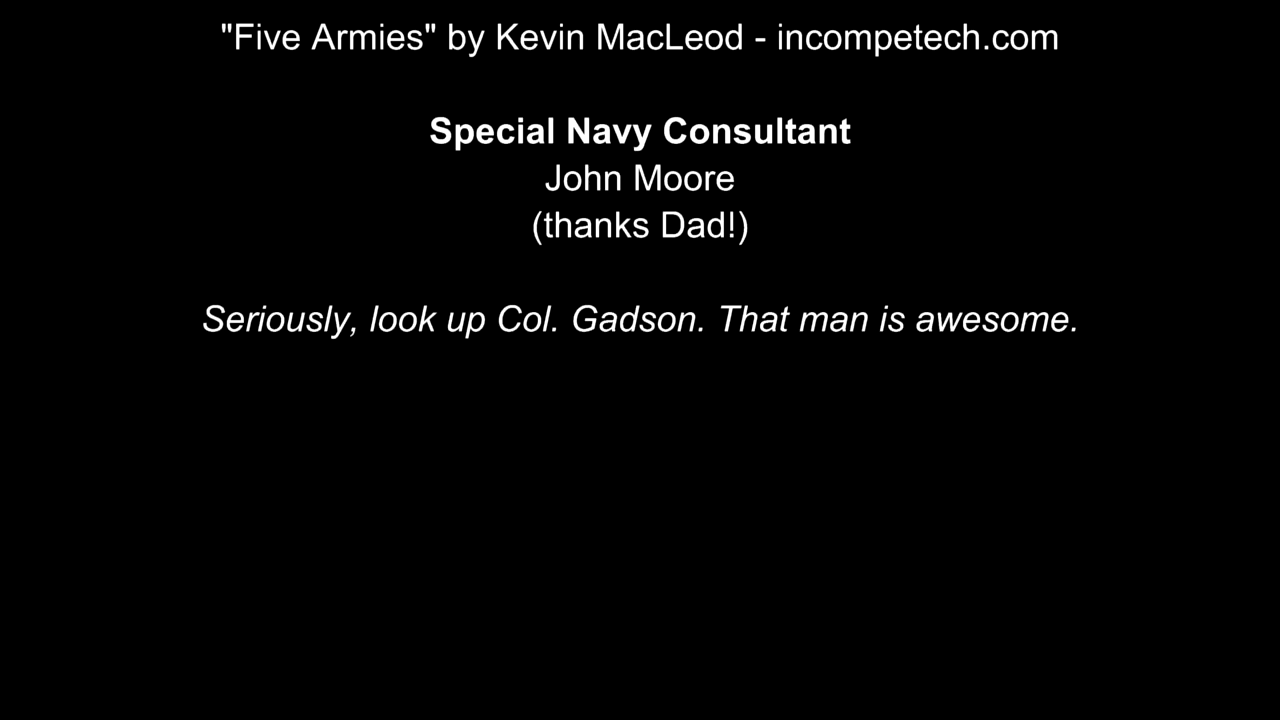 "Five Armies" by Kevin MacLeod - incompetech.com
Special Navy Consultant
John Moore
(thanks Dad!)
Seriously, look up Col. Gadson. That man is awesome.